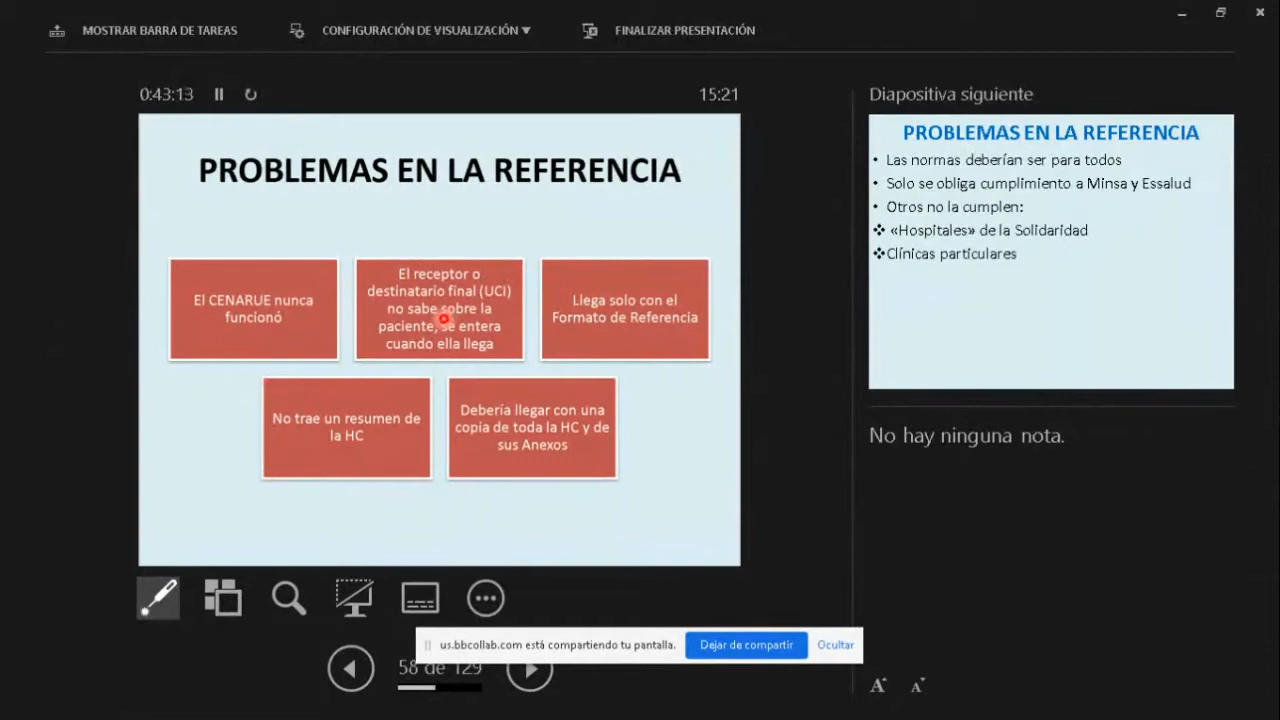 MOSTRAR BARRA DE TAREAS
CONFIGURACIÓN DE VISUALIZACIÓN ▼
FINALIZAR PRESENTACIÓN
0:43:13
15:21
PROBLEMAS EN LA REFERENCIA
El CENARUE nunca
funcionó
El receptor o
destinatario final (UCI)
no sabe sobre la
paciente, se entera
cuando ella llega
Llega solo con el
Formato de Referencia
No trae un resumen de
la HC
Debería llegar con una
copia de toda la HC y de
sus Anexos
Diapositiva siguiente
PROBLEMAS EN LA REFERENCIA
• Las normas deberían ser para todos
• Solo se obliga cumplimiento a Minsa y Essalud
• Otros no la cumplen:
❖ «Hospitales» de la Solidaridad
❖ Clínicas particulares
No hay ninguna nota.
us.bbcollab.com está compartiendo tu pantalla.
Dejar de compartir
Ocultar
58 de 129
A A